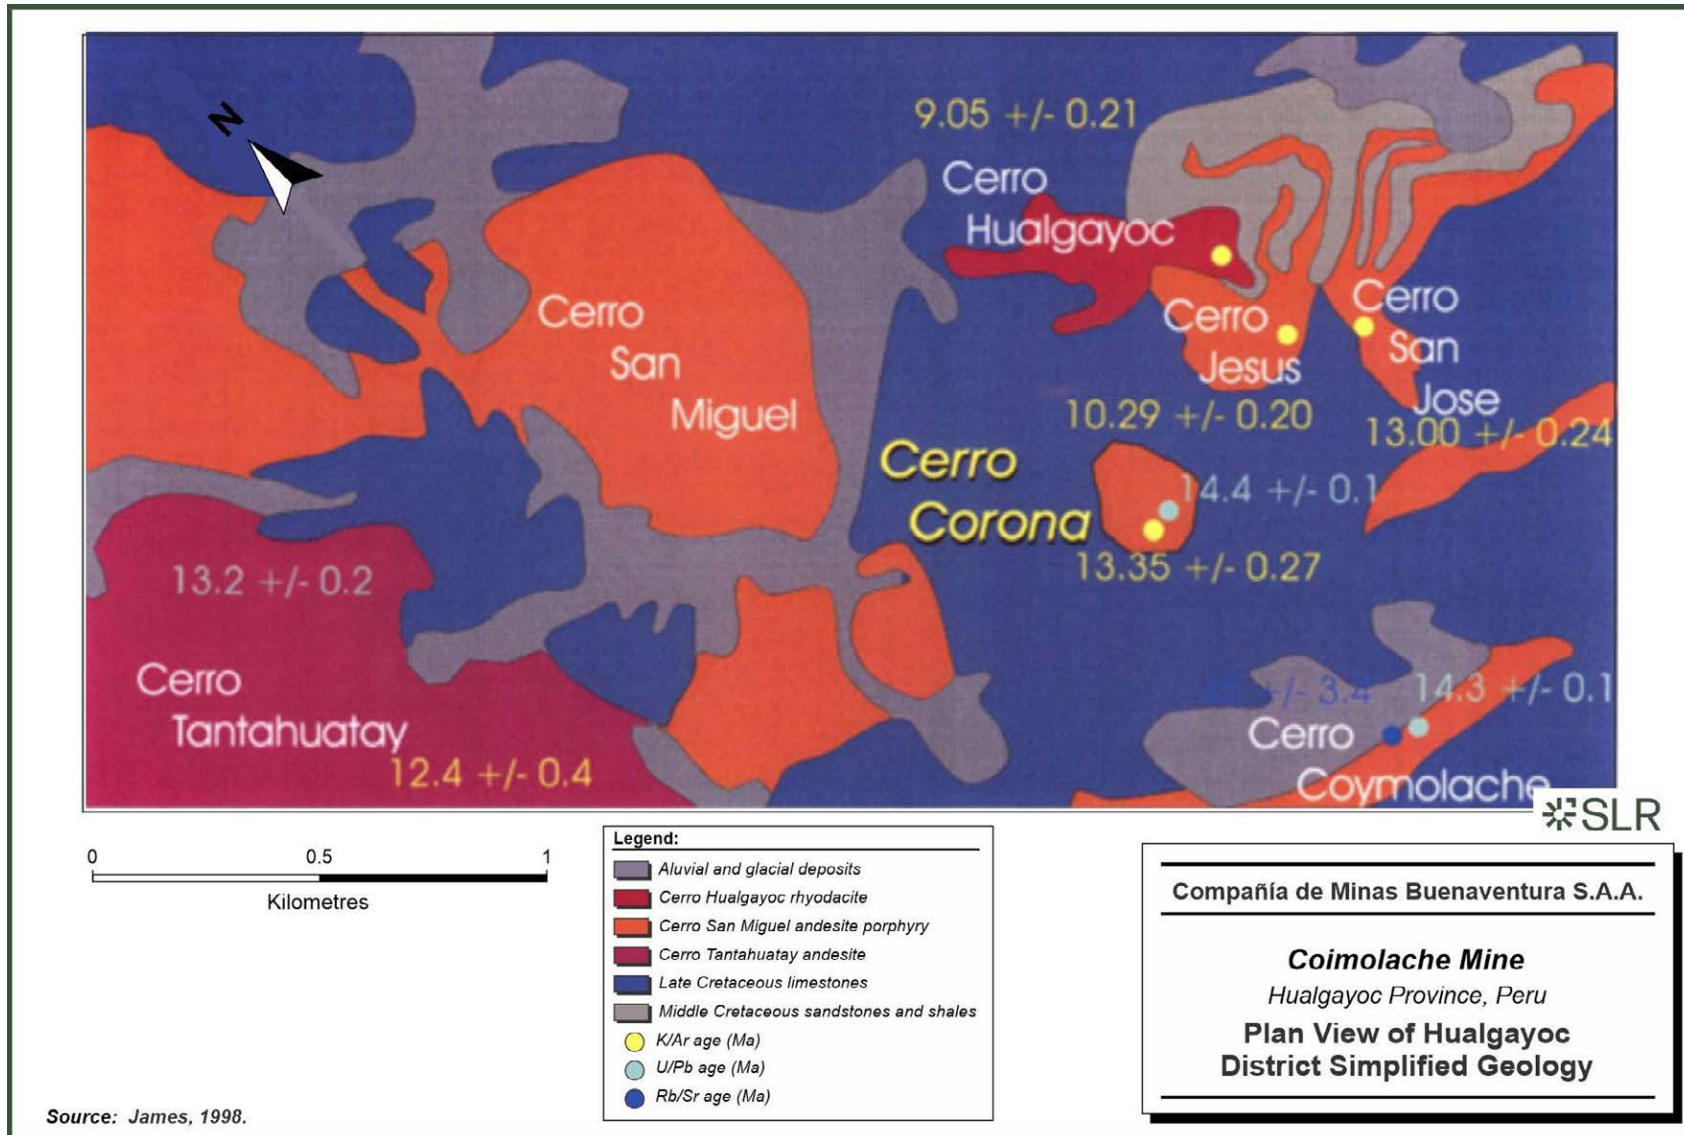 N
9.05 +/- 0.21
Cerro
Hualgayoc
Cerro
San
Miguel
Cerro
Jesus
Cerro
San
Jose
10.29 +/- 0.20
13.00 +/- 0.24
Cerro
Corona
14.4 +/- 0.1
13.35 +/- 0.27
13.2 +/- 0.2
Cerro
Tantahuatay
12.4 +/- 0.4
+/- 3.4
14.3 +/- 0.1
Cerro
Coymolache
SLR
0 0.5 1
Kilometres
Legend:
Aluvial and glacial deposits
Cerro Hualgayoc rhyodacite
Cerro San Miguel andesite porphyry
Cerro Tantahuatay andesite
Late Cretaceous limestones
Middle Cretaceous sandstones and shales
K/Ar age (Ma)
U/Pb age (Ma)
Rb/Sr age (Ma)
Compañía de Minas Buenaventura S.A.A.
Coimolache Mine
Hualgayoc Province, Peru
Plan View of Hualgayoc
District Simplified Geology
Source: James, 1998.